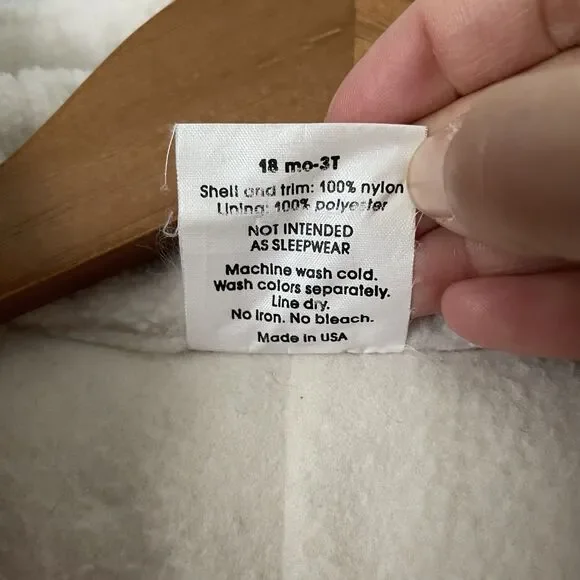 18 mo-3T
Shell and trim: 100% nylon
Lining: 100% polyester
NOT INTENDED
AS SLEEPWEAR
Machine wash cold.
Wash colors separately.
Line dry.
No iron. No bleach.
Made in USA